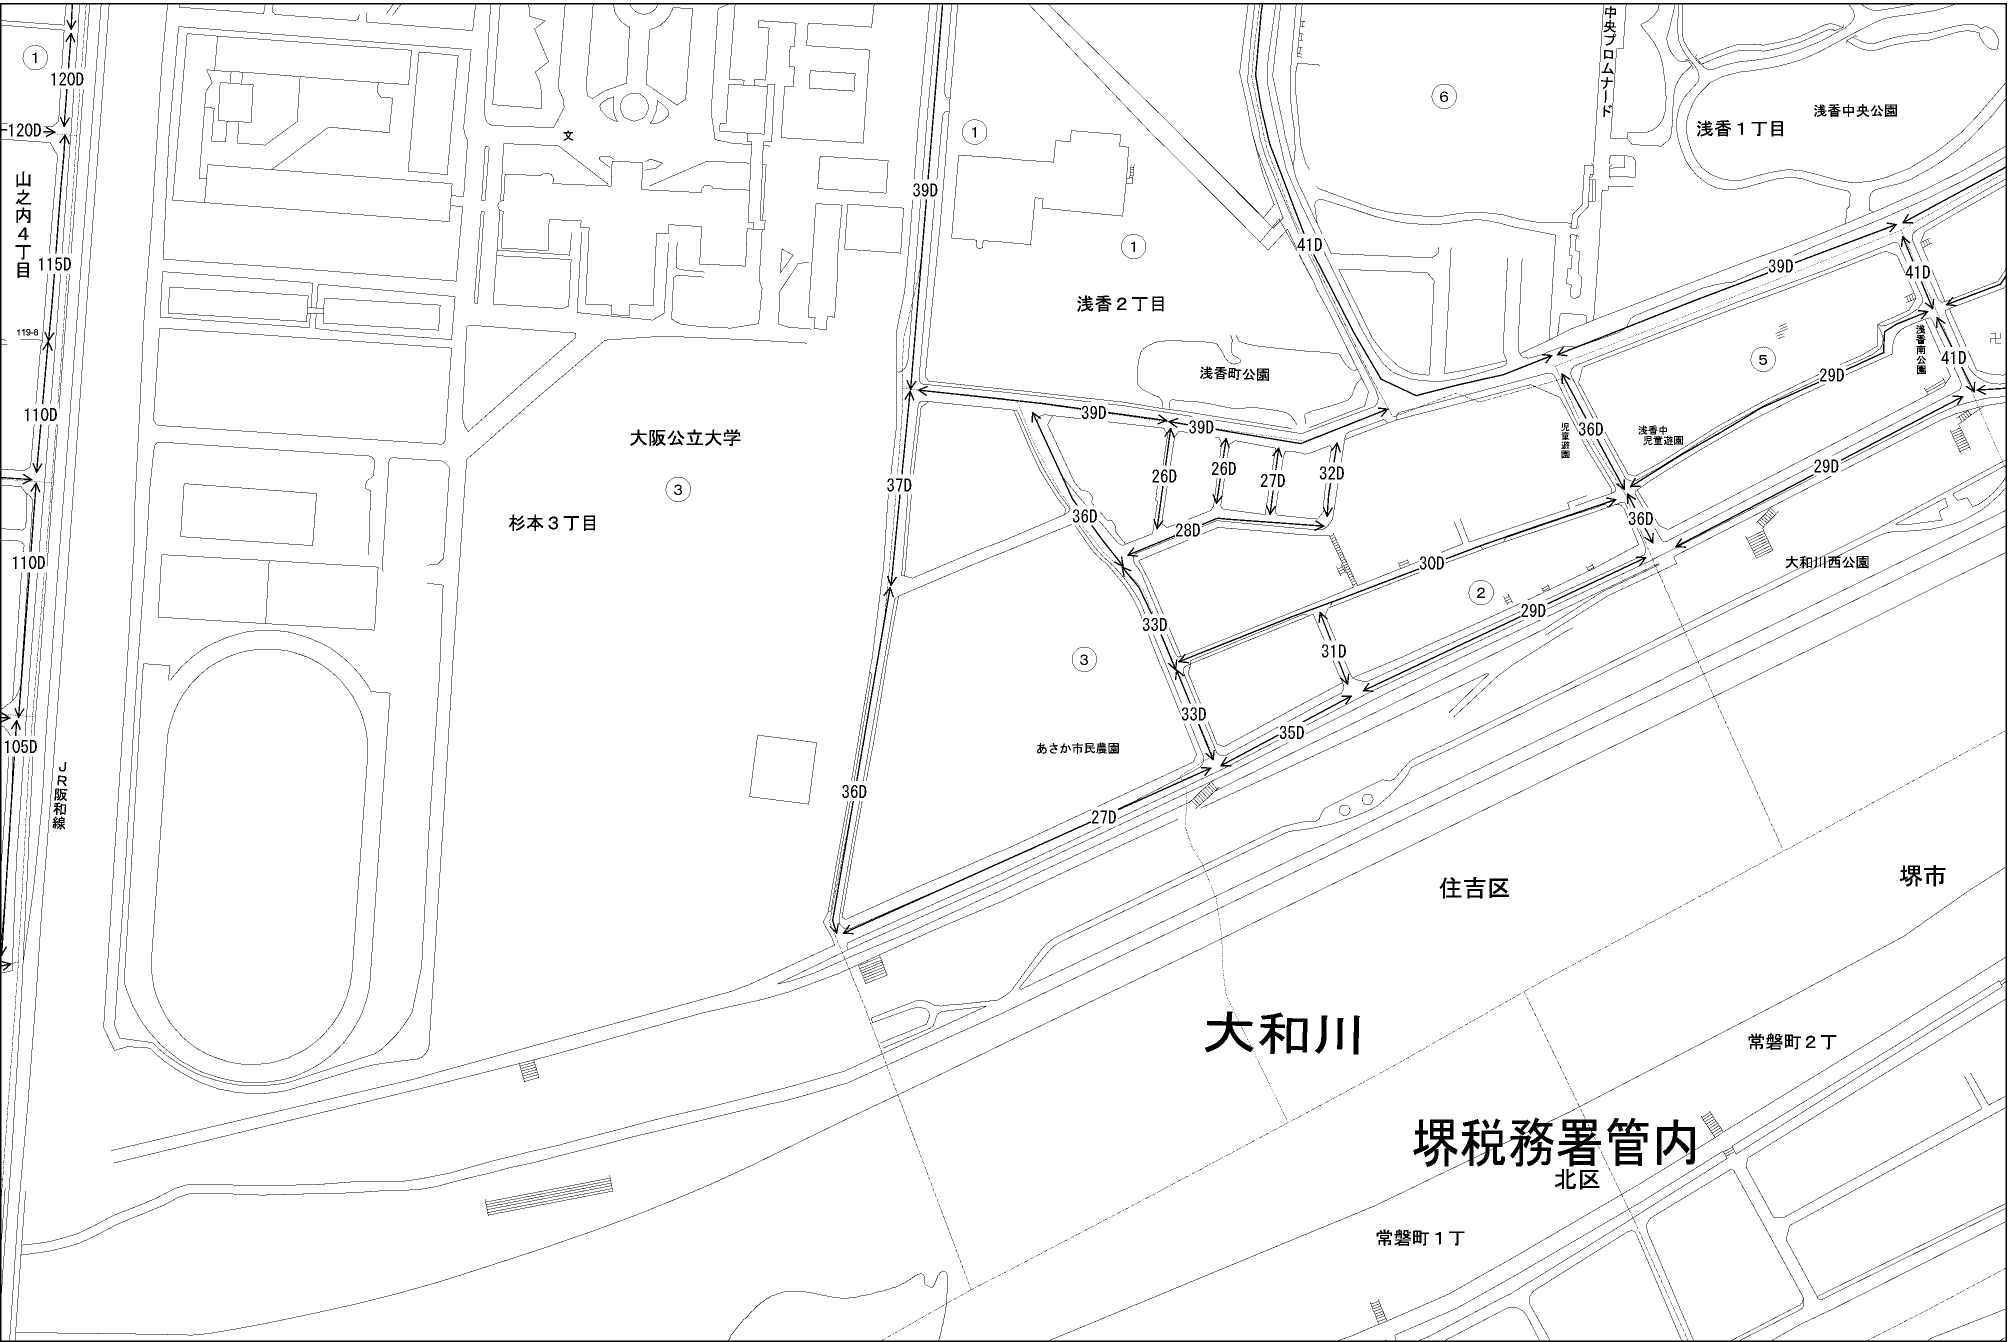 1
120D
120D
山之内4丁目
115D
119-8
110D
110D
105D
JR阪和線
文
大阪公立大学
3
杉本3丁目
39D
1
1
浅香2丁目
浅香町公園
39D
39D
37D
36D
26D
26D
27D
32D
28D
36D
33D
33D
3
あさか市民農園
27D
35D
31D
30D
2
29D
41D
6
中央プロムナード
浅香1丁目
浅香中央公園
39D
41D
浅香南公園
41D
卍
5
29D
児童遊園
36D
浅香中
児童遊園
29D
36D
大和川西公園
住吉区
堺市
大和川
常磐町2丁
堺税務署管内
北区
常磐町1丁